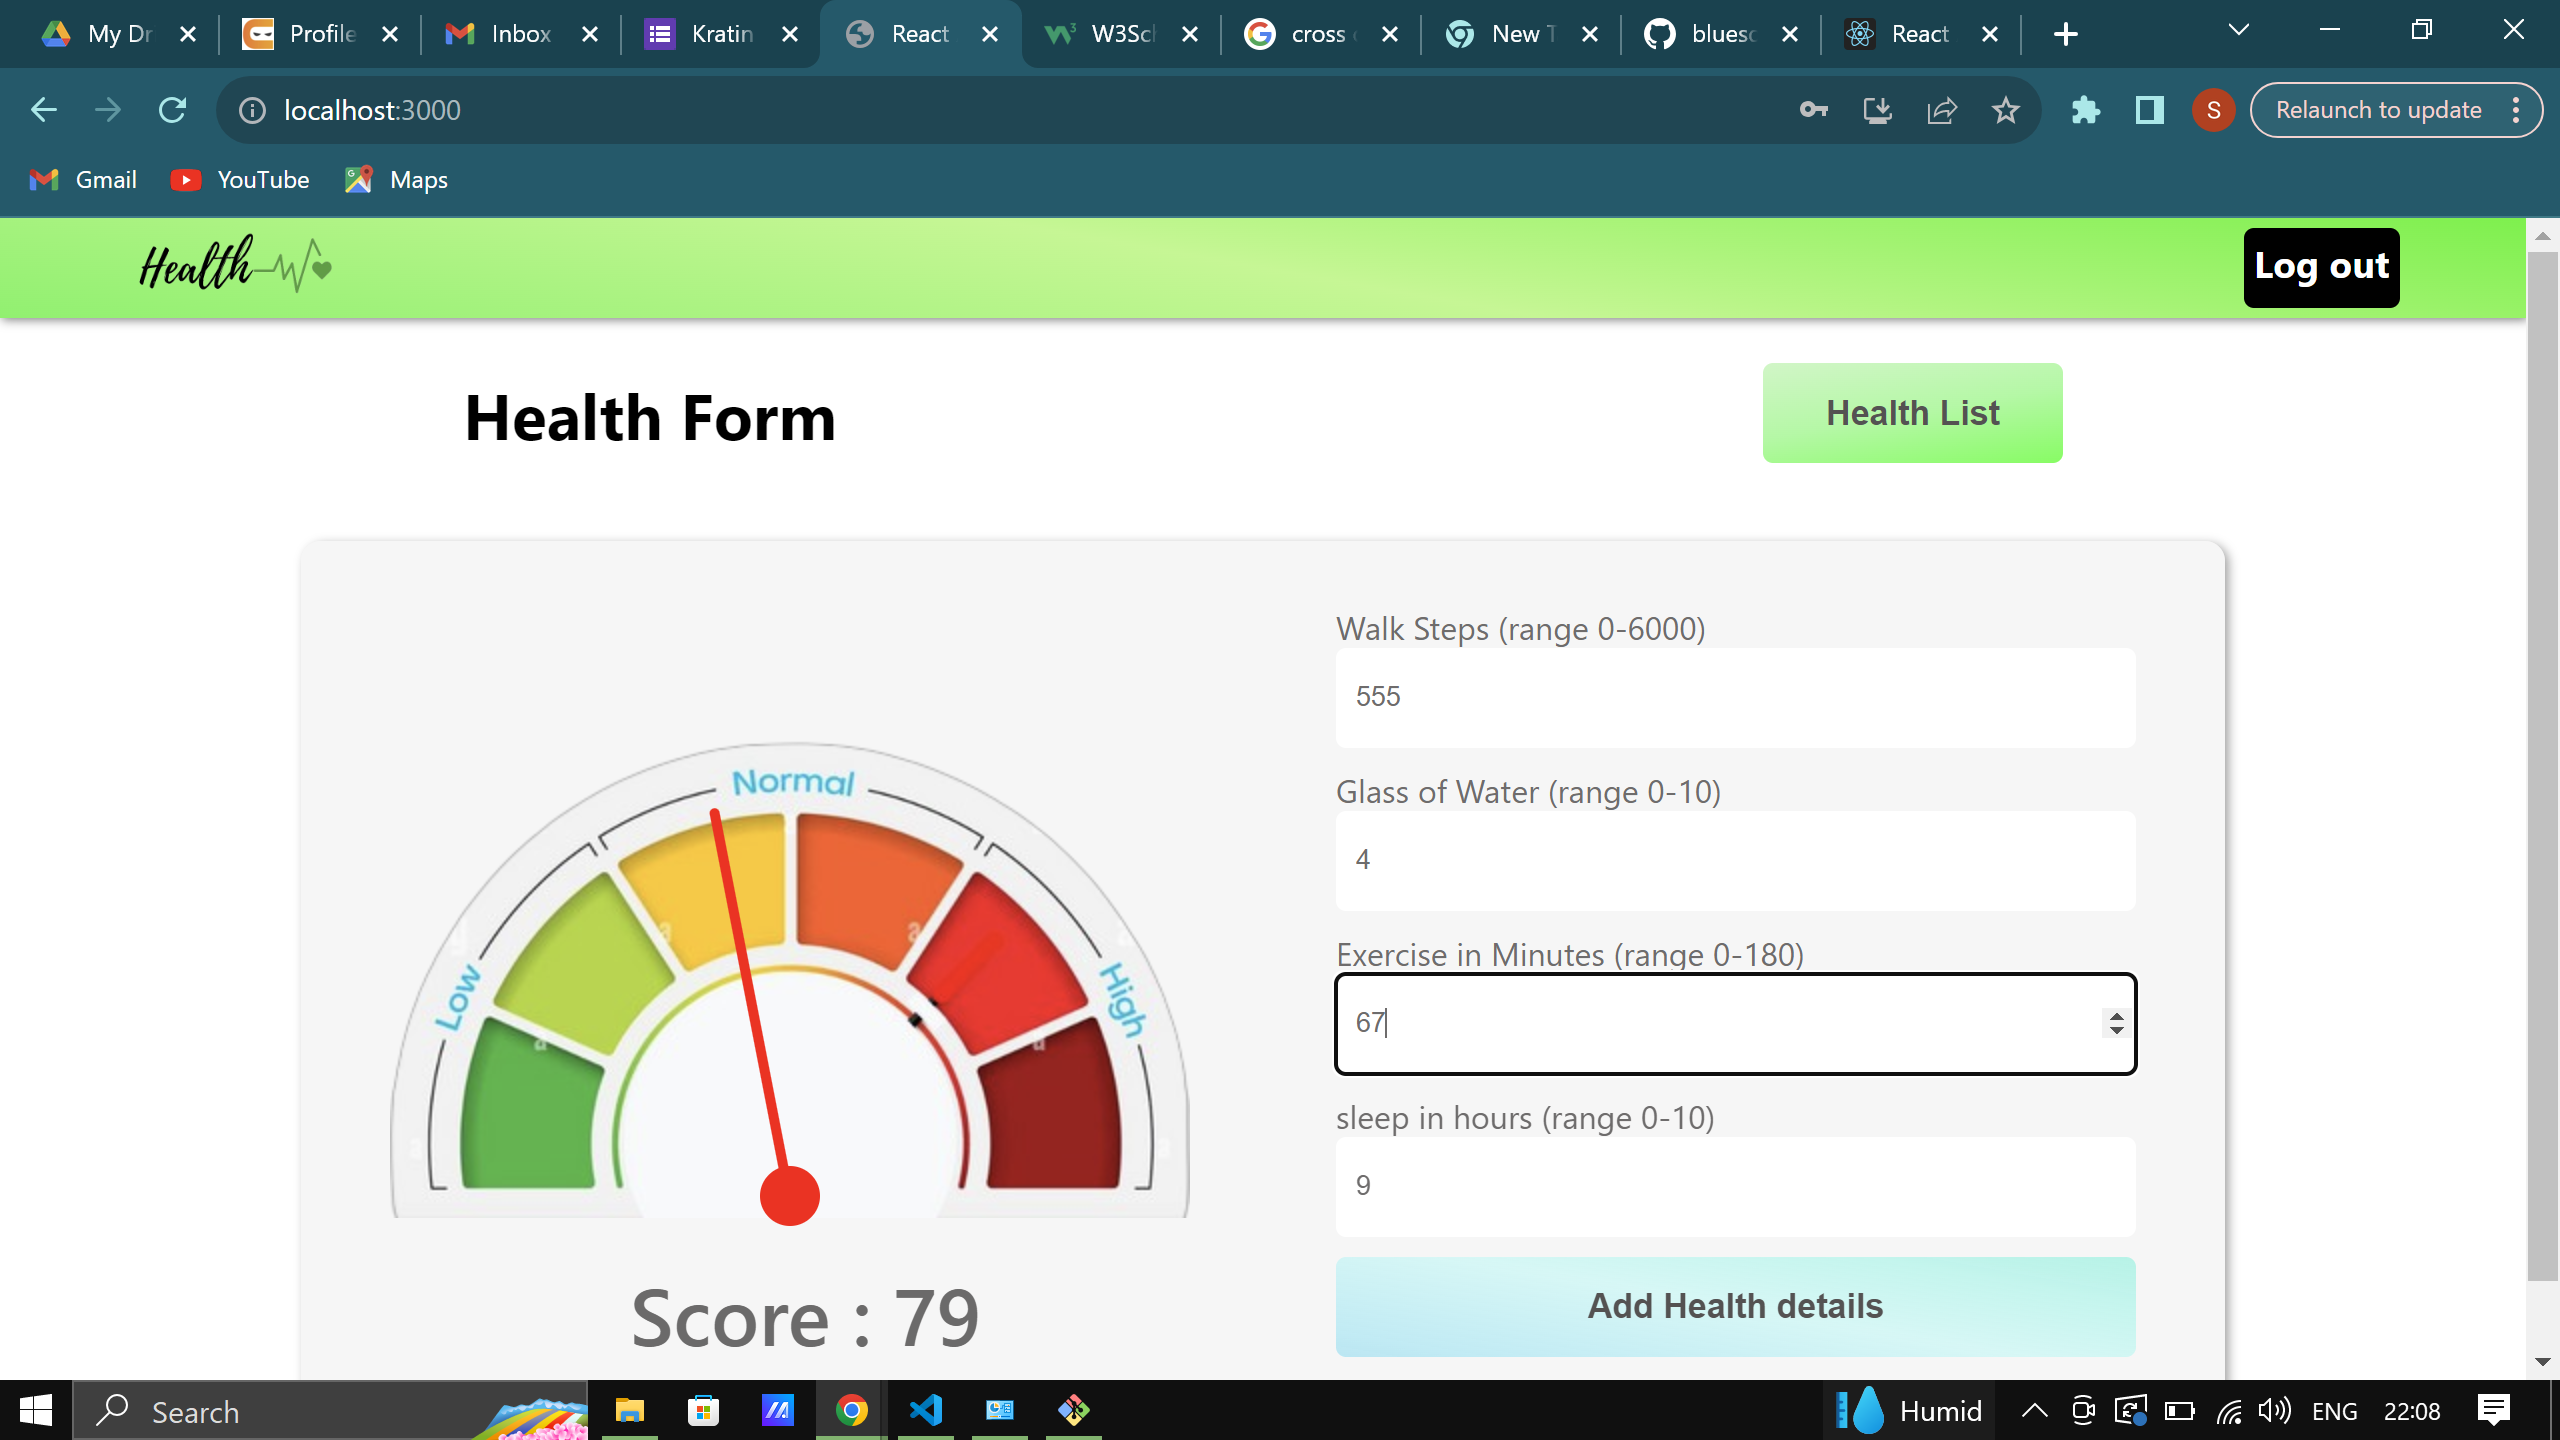 My Dr
Profile
Inbox
Kratin
React
W3Sch
cross
New T
bluesc
React
localhost:3000
S
Relaunch to update
Gmail
YouTube
Maps
Health
Log out
Health Form
Health List
Walk Steps (range 0-6000)
555
Glass of Water (range 0-10)
4
Exercise in Minutes (range 0-180)
67
sleep in hours (range 0-10)
9
Add Health details
Low
Normal
High
Score : 79
Search
Humid
ENG
22:08